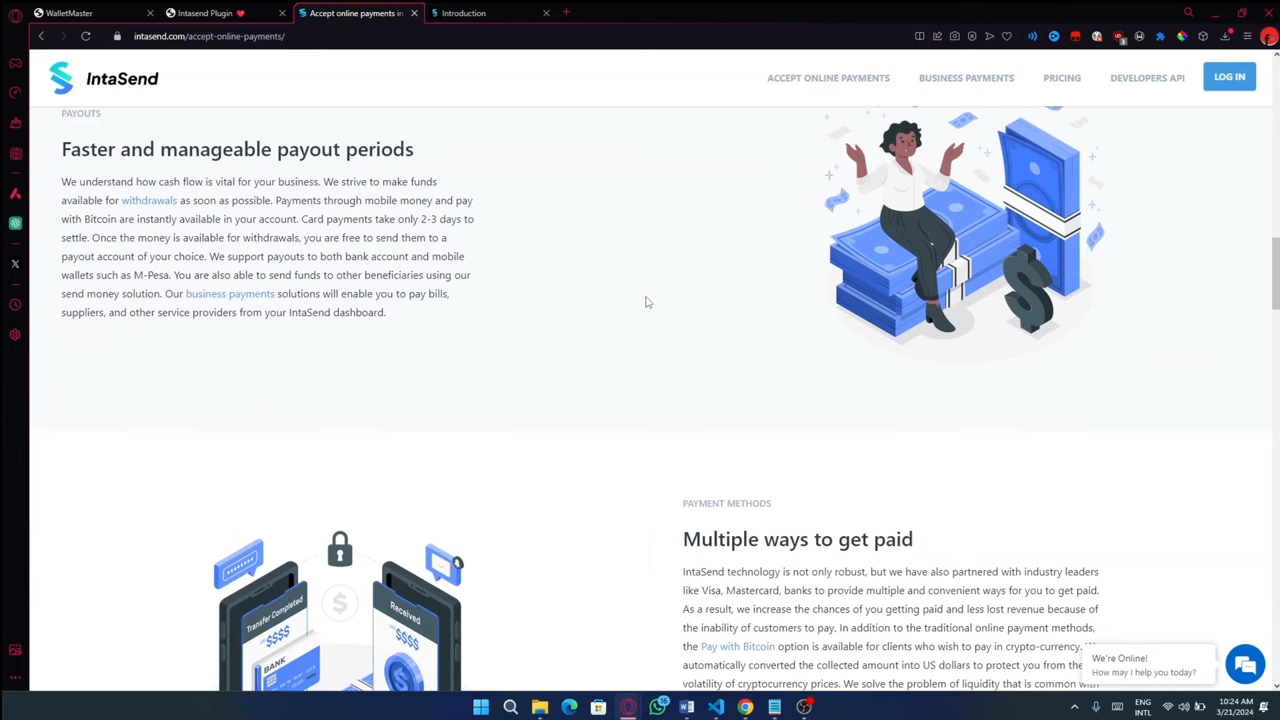 WalletMaster
Intasend Plugin
Accept online payments in
Introduction
intasend.com/accept-online-payments/
IntaSend
ACCEPT ONLINE PAYMENTS
BUSINESS PAYMENTS
PRICING
DEVELOPERS API
LOG IN
PAYOUTS
Faster and manageable payout periods
We understand how cash flow is vital for your business. We strive to make funds
available for withdrawals as soon as possible. Payments through mobile money and pay
with Bitcoin are instantly available in your account. Card payments take only 2-3 days to
settle. Once the money is available for withdrawals, you are free to send them to a
payout account of your choice. We support payouts to both bank account and mobile
wallets such as M-Pesa. You are also able to send funds to other beneficiaries using our
send money solution. Our business payments solutions will enable you to pay bills,
suppliers, and other service providers from your IntaSend dashboard.
PAYMENT METHODS
Multiple ways to get paid
IntaSend technology is not only robust, but we have also partnered with industry leaders
like Visa, Mastercard, banks to provide multiple and convenient ways for you to get paid.
As a result, we increase the chances of you getting paid and less lost revenue because of
the inability of customers to pay. In addition to the traditional online payment methods,
the Pay with Bitcoin option is available for clients who wish to pay in crypto-currency.
automatically converted the collected amount into US dollars to protect you from the
volatility of cryptocurrency prices. We solve the problem of liquidity that is common with
Transfer Completed
$$$$
BANK
Received
$$$$
We're Online!
How may I help you today?
ENG
INTL
10:24 AM
3/21/2024